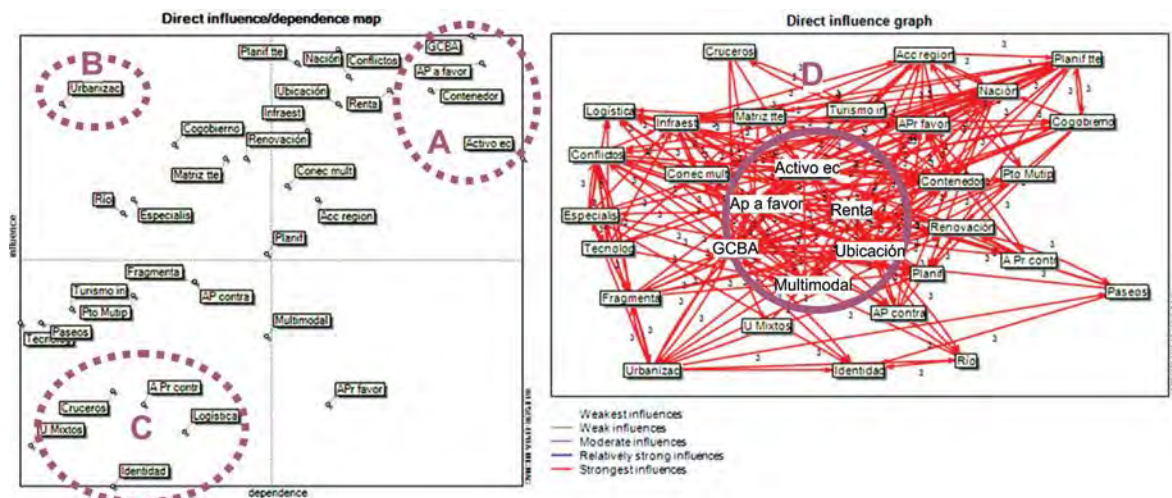 Direct influence/dependence map
GCBA
Planif tte
Nación
Conflictos
AP a favor
B
Urbanizac
Ubicación
Renta
Contenedor
Infraest
A
Cogobierno
Renovación
Activo ec
Matriz tte
Conec mult
Río
Especialis
Acc region
influence
Planif
Fragmenta
Turismo in
AP contra
Pto Mutip
Multimodal
Paseos
Tecnolog
A Pr contr
APr favor
Cruceros
C
Logística
U Mixtos
Identidad
dependence
Direct influence graph
Cruceros
Acc region
Planif tte
D
Nación
Logística
Infraest
Matriz tte
Turismo in
APr favor
Cogobierno
Conflictos
Conec mult
Activo ec
Contenedor
Pto Mutip
Especialis
Ap a favor
Renta
Renovación
Tecnolog
GCBA
Ubicación
A Pr contr
Planif
Fragmenta
Multimodal
Paseos
AP contra
U Mixtos
Urbanizac
Identidad
Río
Weakest influences
Weak influences
Moderate influences
Relatively strong influences
Strongest influences